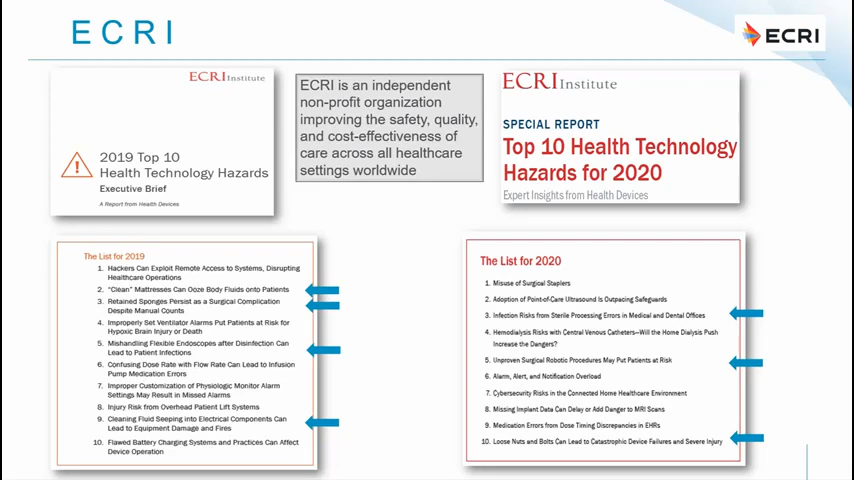 ECRI
ECRI
ECRI Institute
2019 Top 10
Health Technology Hazards
Executive Brief
A Report from Health Devices
ECRI is an independent
non-profit organization
improving the safety, quality,
and cost-effectiveness of
care across all healthcare
settings worldwide
ECRI Institute
SPECIAL REPORT
Top 10 Health Technology
Hazards for 2020
Expert Insights from Health Devices
The List for 2019
1. Hackers Can Exploit Remote Access to Systems, Disrupting
Healthcare Operations
2. “Clean” Mattresses Can Ooze Body Fluids onto Patients
3. Retained Sponges Persist as a Surgical Complication
Despite Manual Counts
4. Improperly Set Ventilator Alarms Put Patients at Risk for
Hypoxic Brain Injury or Death
5. Mishandling Flexible Endoscopes after Disinfection Can
Lead to Patient Infections
6. Confusing Dose Rate with Flow Rate Can Lead to Infusion
Pump Medication Errors
7. Improper Customization of Physiologic Monitor Alarm
Settings May Result in Missed Alarms
8. Injury Risk from Overhead Patient Lift Systems
9. Cleaning Fluid Seeping into Electrical Components Can
Lead to Equipment Damage and Fires
10. Flawed Battery Charging Systems and Practices Can Affect
Device Operation
The List for 2020
1. Misuse of Surgical Staplers
2. Adoption of Point-of-Care Ultrasound Is Outpacing Safeguards
3. Infection Risks from Sterile Processing Errors in Medical and Dental Offices
4. Hemodialysis Risks with Central Venous Catheters—Will the Home Dialysis Push
Increase the Dangers?
5. Unproven Surgical Robotic Procedures May Put Patients at Risk
6. Alarm, Alert, and Notification Overload
7. Cybersecurity Risks in the Connected Home Healthcare Environment
8. Missing Implant Data Can Delay or Add Danger to MRI Scans
9. Medication Errors from Dose Timing Discrepancies in EHRs
10. Loose Nuts and Bolts Can Lead to Catastrophic Device Failures and Severe Injury